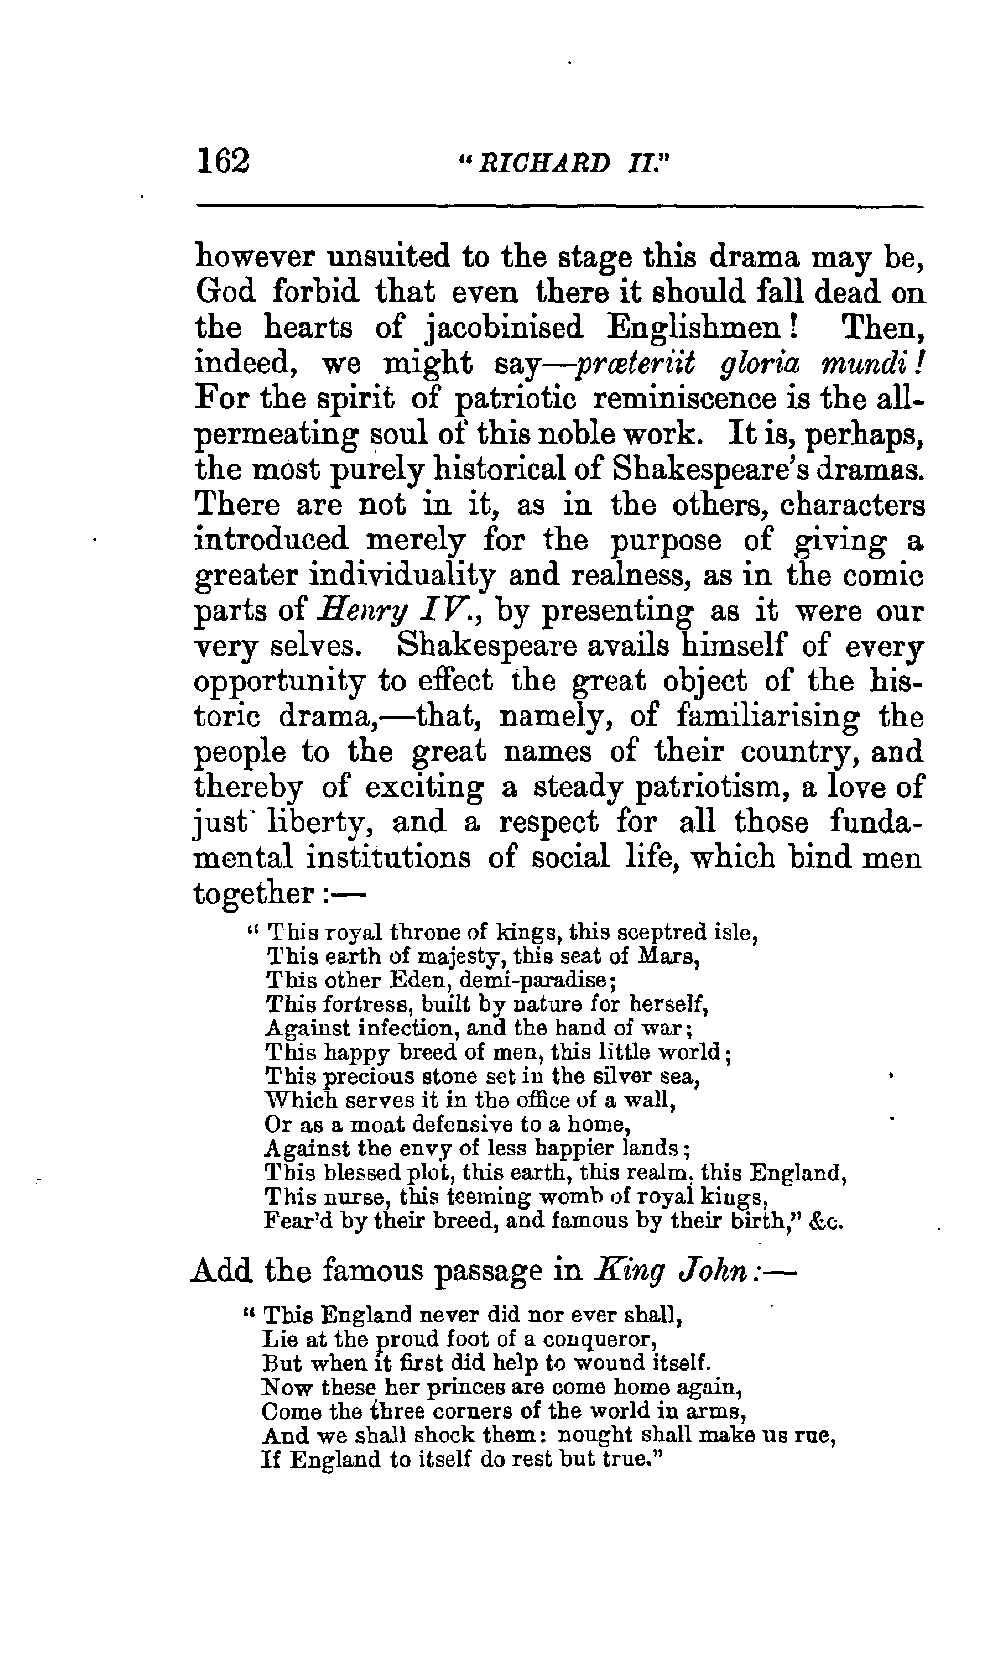 162 "RICHARD II."
however unsuited to the stage this drama may be,
God forbid that even there it should fall dead on
the hearts of jacobinised Englishmen! Then,
indeed, we might say—præteriit gloria mundi!
For the spirit of patriotic reminiscence is the all-
permeating soul of this noble work. It is, perhaps,
the most purely historical of Shakespeare's dramas.
There are not in it, as in the others, characters
introduced merely for the purpose of giving a
greater individuality and realness, as in the comic
parts of Henry IV., by presenting as it were our
very selves. Shakespeare avails himself of every
opportunity to effect the great object of the his-
toric drama,—that, namely, of familiarising the
people to the great names of their country, and
thereby of exciting a steady patriotism, a love of
just liberty, and a respect for all those funda-
mental institutions of social life, which bind men
together:—
"This royal throne of kings, this sceptred isle,
This earth of majesty, this seat of Mars,
This other Eden, demi-paradise;
This fortress, built by nature for herself,
Against infection, and the hand of war;
This happy breed of men, this little world;
This precious stone set in the silver sea,
Which serves it in the office of a wall,
Or as a moat defensive to a home,
Against the envy of less happier lands;
This blessed plot, this earth, this realm, this England,
This nurse, this teeming womb of royal kings,
Fear'd by their breed, and famous by their birth," &c.
Add the famous passage in King John:—
"This England never did nor ever shall,
Lie at the proud foot of a conqueror,
But when it first did help to wound itself.
Now these her princes are come home again,
Come the three corners of the world in arms,
And we shall shock them: nought shall make us rue,
If England to itself do rest but true."